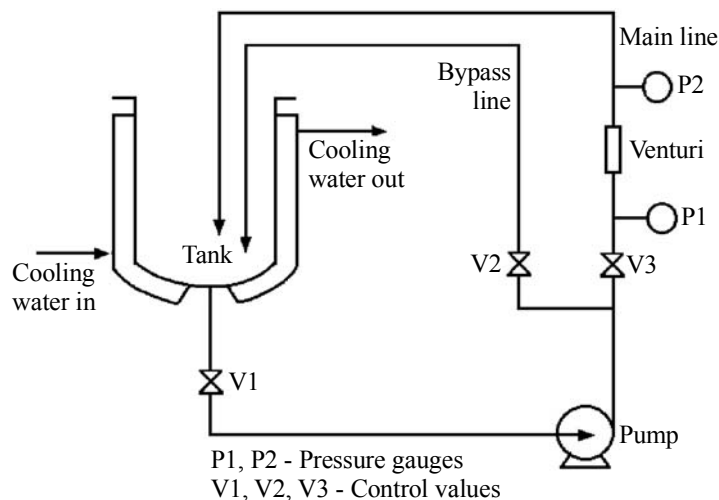 Main line
P2
Bypass
line
Venturi
Cooling
water out
P1
Tank
V2
V3
Cooling
water in
V1
Pump
P1, P2 - Pressure gauges
V1, V2, V3 - Control values